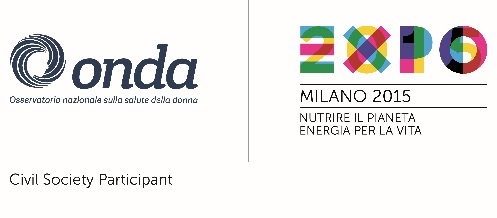 onda
Osservatorio nazionale sulla salute della donna
Civil Society Participant
EXPO
MILANO 2015
NUTRIRE IL PIANETA
ENERGIA PER LA VITA